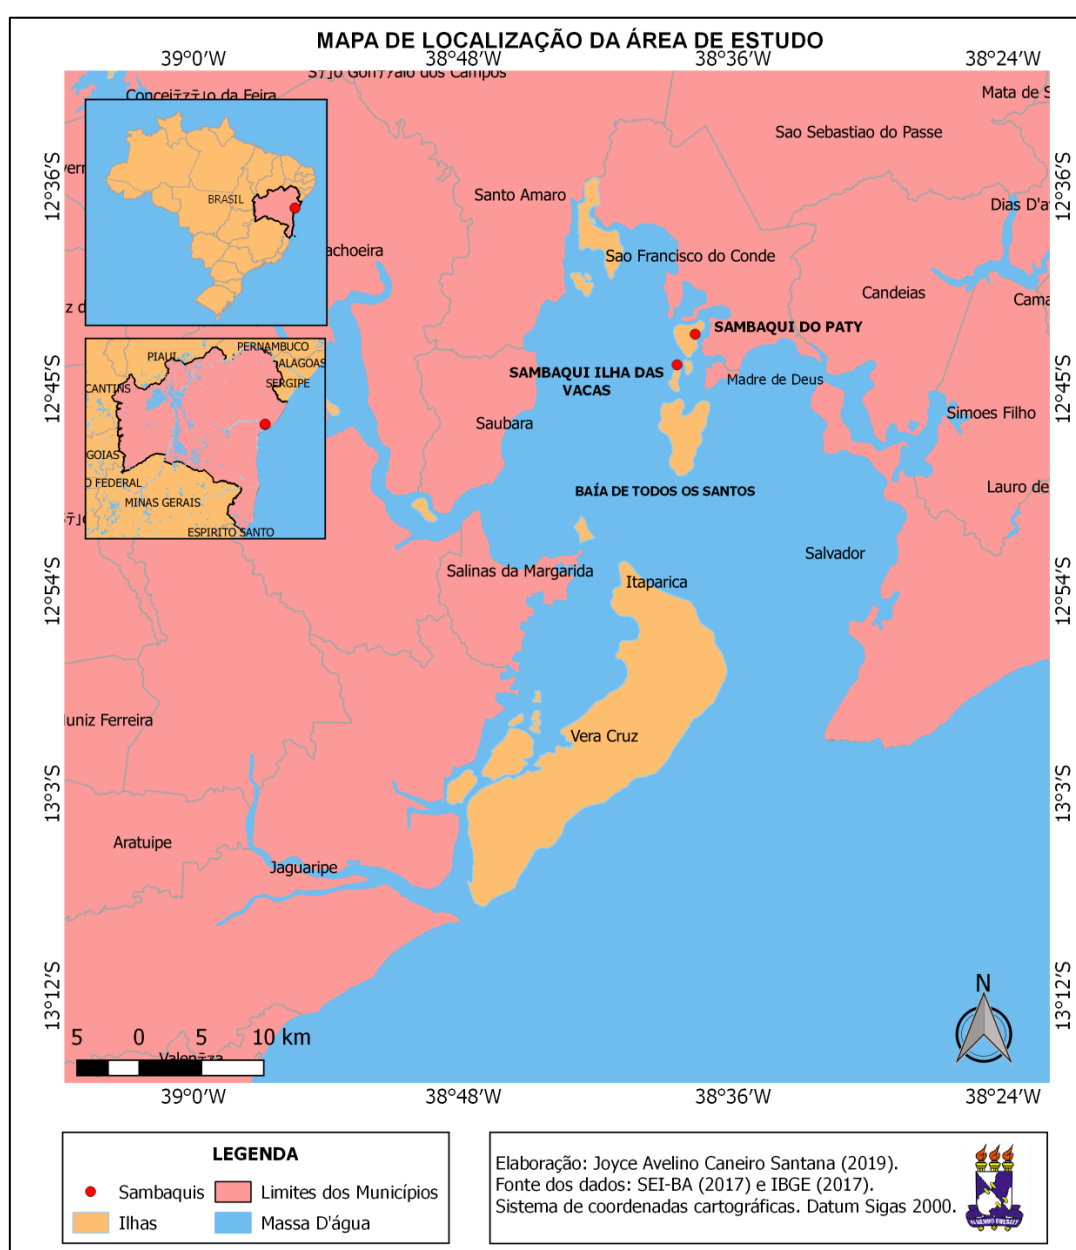 MAPA DE LOCALIZAÇÃO DA ÁREA DE ESTUDO
39°0′W 38°48′W 38°36′W 38°24′W
Conceiç
da Feira
dos Campos
Mata de S
Sao Sebastiao do Passe
12°36′S
12°36′S
BRASIL
Santo Amaro
Dias D'a
achoeira
Sao Francisco do Conde
Candeias
Cama
SAMBAQUI DO PATY
PERNAMBUCO
PIAUI
ALAGOAS
SERGIPE
CANTINS
12°45′S
12°45′S
SAMBAQUI ILHA DAS
VACAS
Madre de Deus
Simoes Filho
Saubara
GOIAS
O FEDERAL
MINAS GERAIS
ESPIRITO SANTO
BAÍA DE TODOS OS SANTOS
Lauro de
Salvador
12°54′S
12°54′S
Salinas da Margarida
Itaparica
uniz Ferreira
Vera Cruz
13°3′S
13°3′S
Aratuipe
Jaguaripe
13°12′S
13°12′S
N
5 0 5 10 km
39°0′W 38°48′W 38°36′W 38°24′W
LEGENDA
Sambaquis
Limites dos Municípios
Ilhas
Massa D'água
Elaboração: Joyce Avelino Caneiro Santana (2019).
Fonte dos dados: SEI-BA (2017) e IBGE (2017).
Sistema de coordenadas cartográficas. Datum Sigas 2000.